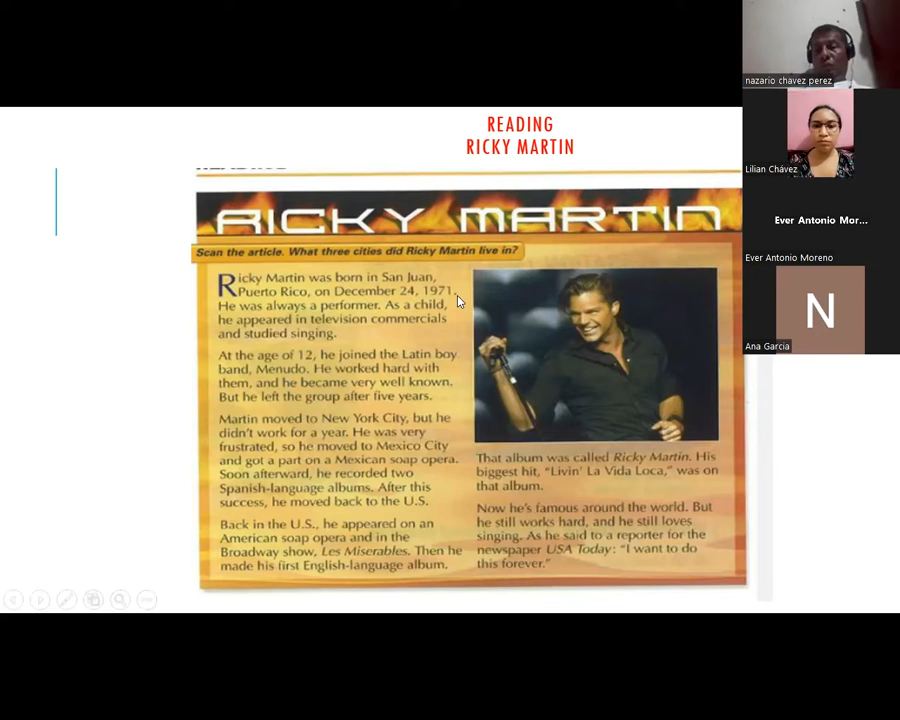 READING
RICKY MARTIN
RICKY MARTIN
Scan the article. What three cities did Ricky Martin live in?
Ricky Martin was born in San Juan,
Puerto Rico, on December 24, 1971.
He was always a performer. As a child,
he appeared in television commercials
and studied singing.
At the age of 12, he joined the Latin boy
band, Menudo. He worked hard with
them, and he became very well known.
But he left the group after five years.
Martin moved to New York City, but he
didn't work for a year. He was very
frustrated, so he moved to Mexico City
and got a part on a Mexican soap opera.
Soon afterward, he recorded two
Spanish-language albums. After this
success, he moved back to the U.S.
Back in the U.S., he appeared on an
American soap opera and in the
Broadway show, Les Miserables. Then he
made his first English-language album.
That album was called Ricky Martin. His
biggest hit, "Livin' La Vida Loca," was on
that album.
Now he's famous around the world. But
he still works hard, and he still loves
singing. As he said to a reporter for the
newspaper USA Today: "I want to do
this forever."
nazario chavez perez
Lilian Chávez
Ever Antonio Mor...
Ever Antonio Moreno
N
Ana Garcia